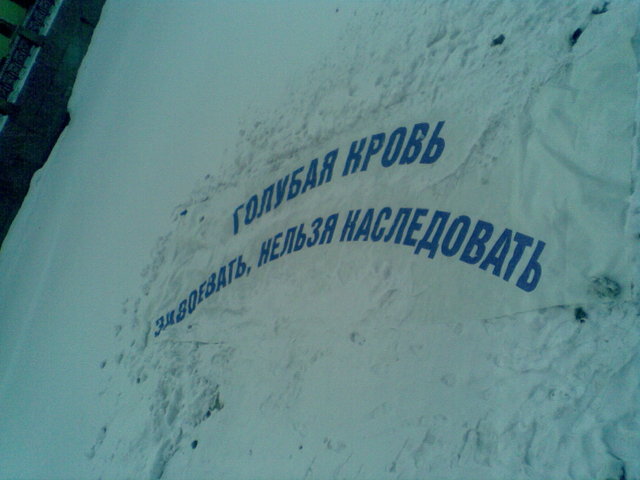 ГОЛУБАЯ КРОВЬ
ЗАВОЕВАТЬ, НЕЛЬЗЯ НАСЛЕДОВАТЬ